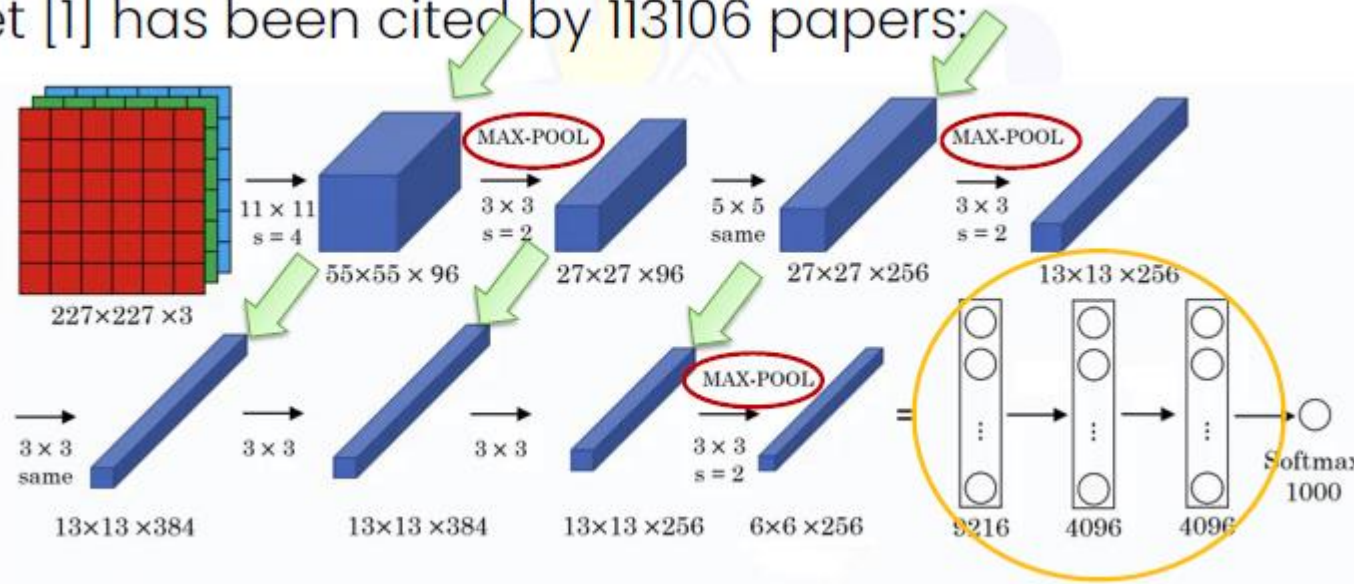 et [1] has been cited by 113106 papers:
MAX-POOL
MAX-POOL
11 × 11
s = 4
3 × 3
s = 2
5 × 5
same
3 × 3
s = 2
227×227 ×3
55×55 × 96
27×27 ×96
27×27 ×256
13×13 ×256
MAX-POOL
3 × 3
same
3 × 3
3 × 3
3 × 3
s = 2
=
⋮
⋮
⋮
Softmax
1000
13×13 ×384
13×13 ×384
13×13 ×256
6×6 ×256
9216
4096
4096